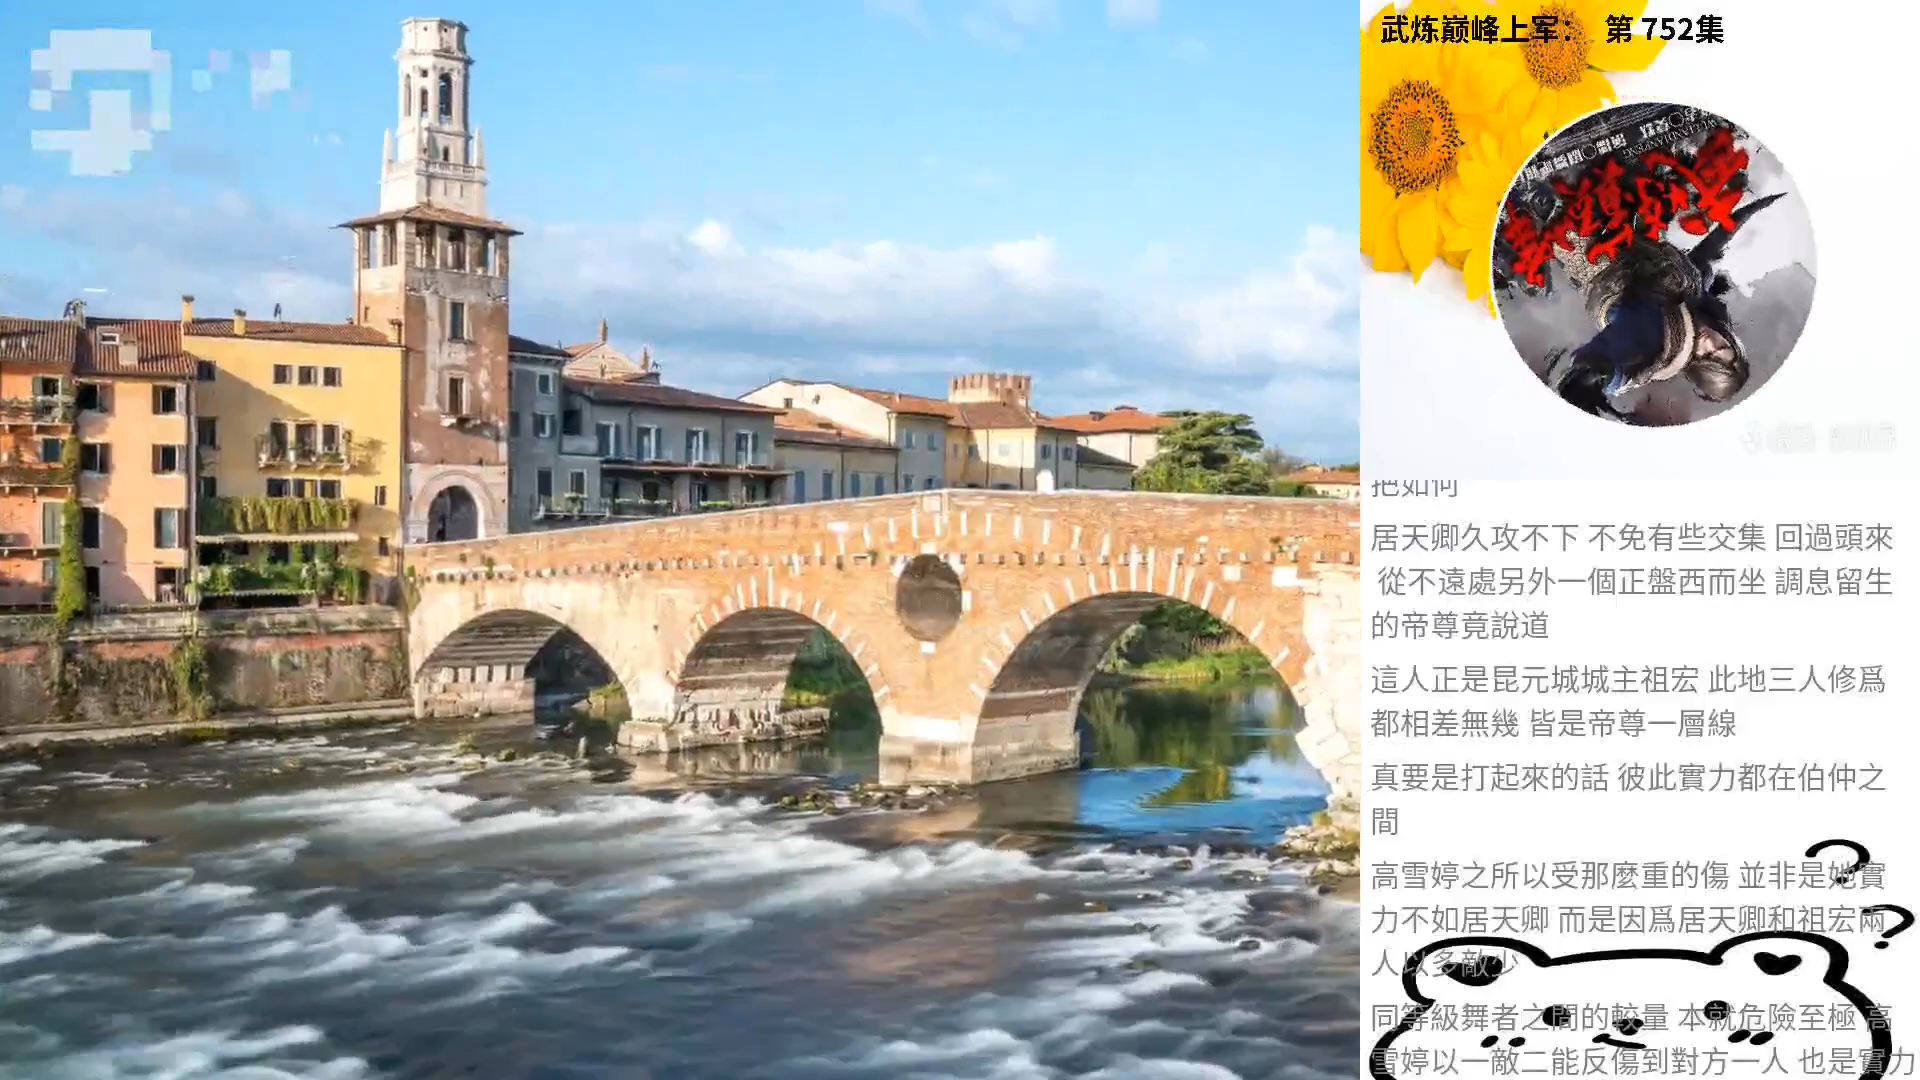 武炼巅峰上军： 第 752集
把如何
居天卿久攻不下 不免有些交集 回過頭來
從不遠處另外一個正盤西而坐 調息留生
的帝尊竟說道
這人正是昆元城城主祖宏 此地三人修爲
都相差無幾 皆是帝尊一層線
真要是打起來的話 彼此實力都在伯仲之
間
高雪婷之所以受那麼重的傷 並非是她實
力不如居天卿 而是因爲居天卿和祖宏兩
人以多敵少
同等級舞者之間的較量 本就危險至極 高
雪婷以一敵二能反傷到對方一人 也是實力